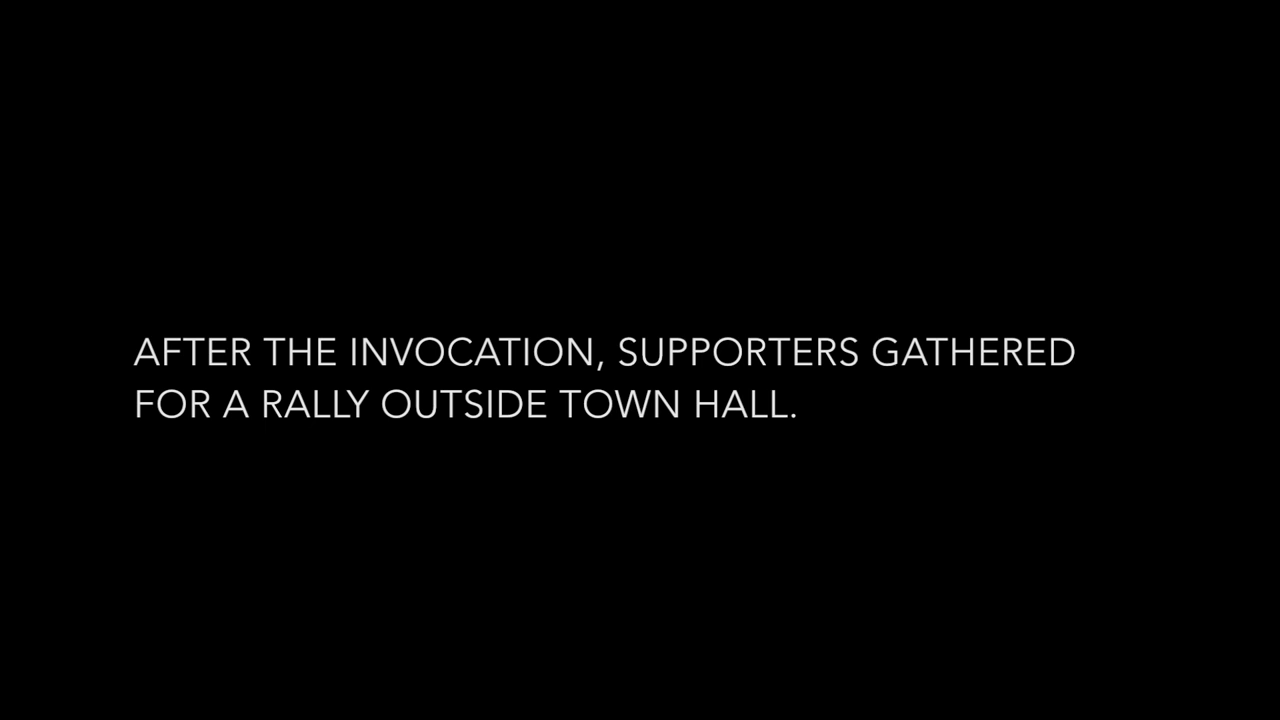 AFTER THE INVOCATION, SUPPORTERS GATHERED
FOR A RALLY OUTSIDE TOWN HALL.